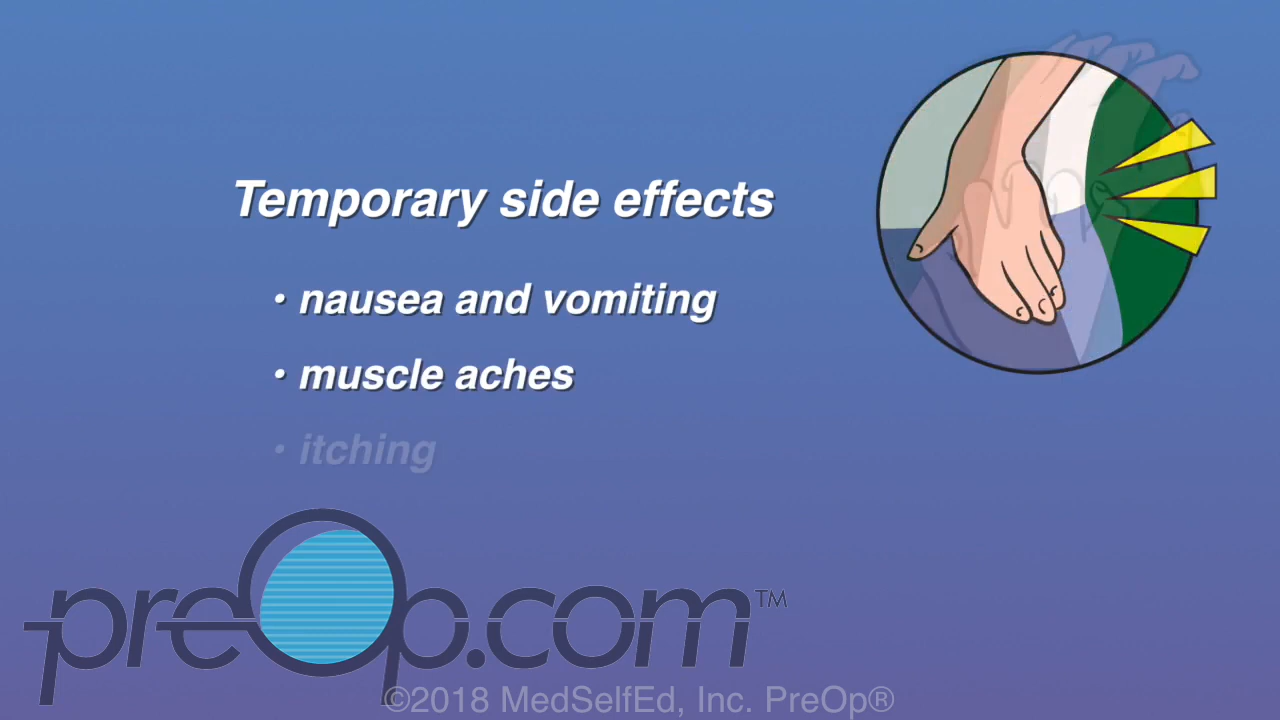 Temporary side effects
• nausea and vomiting
• muscle aches
• itching
preOp.com™
©2018 MedSelfEd, Inc. PreOp®